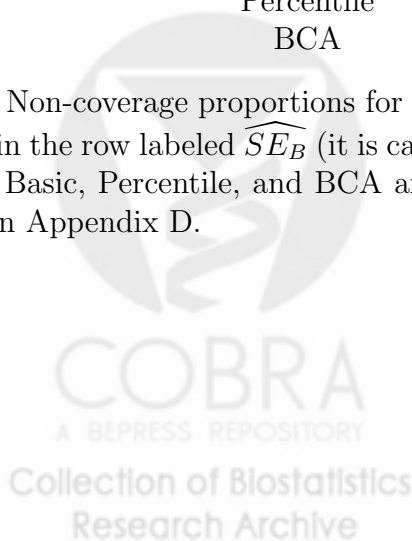 Percentile
BCA
Non-coverage proportions for
in the row labeled $\widehat{SE_B}$ (it is ca
Basic, Percentile, and BCA a
n Appendix D.
COBRA
A BEPRESS REPOSITORY
Collection of Biostatistics
Research Archive